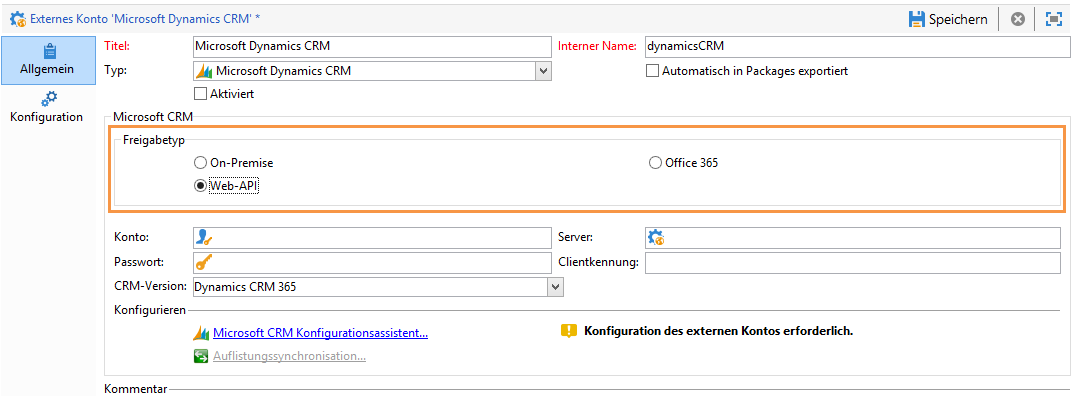 Externes Konto 'Microsoft Dynamics CRM' * Speichern
Allgemein
Konfiguration
Titel: Microsoft Dynamics CRM Interner Name: dynamicsCRM
Typ: Microsoft Dynamics CRM Automatisch in Packages exportiert
Aktiviert
Microsoft CRM
Freigabetyp
On-Premise Office 365
Web-API
Konto: Server:
Passwort: Clientkennung:
CRM-Version: Dynamics CRM 365
Konfigurieren
Microsoft CRM Konfigurationsassistent... Konfiguration des externen Kontos erforderlich.
Auflistungssynchronisation...
Kommentar